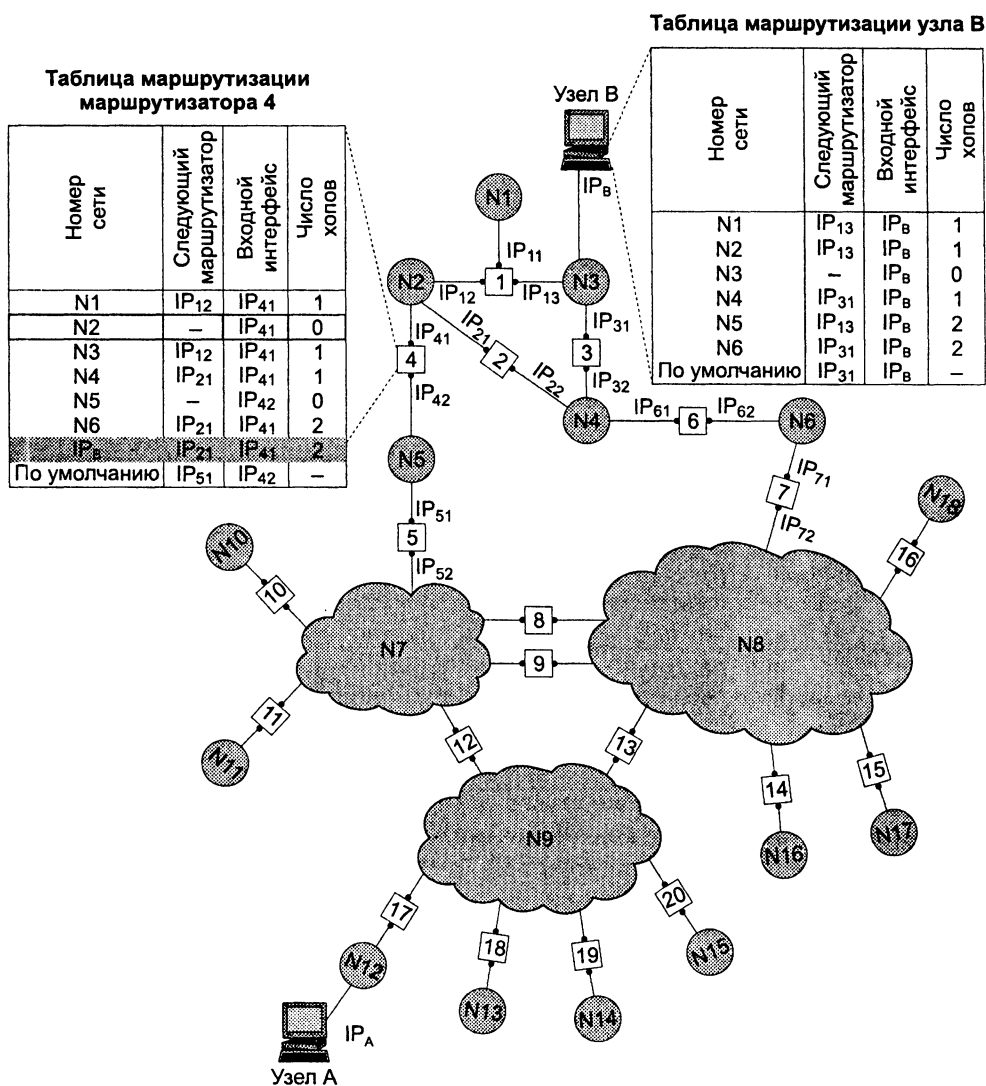 Таблица маршрутизации узла В
Номер сети
Следующий маршрутизатор
Входной интерфейс
Число хопов
N1 IP13 IPB 1
N2 IP13 IPB 1
N3 – IPB 0
N4 IP31 IPB 1
N5 IP13 IPB 2
N6 IP31 IPB 2
По умолчанию IP31 IPB –
Таблица маршрутизации
маршрутизатора 4
Номер сети
Следующий маршрутизатор
Входной интерфейс
Число хопов
N1 IP12 IP41 1
N2 – IP41 0
N3 IP12 IP41 1
N4 IP21 IP41 1
N5 – IP42 0
N6 IP21 IP41 2
IPB IP21 IP41 2
По умолчанию IP51 IP42 –
Узел В
IPB
N1
IP11
N2
IP12
1
IP13
N3
IP41
IP21
IP31
4
2
3
IP42
IP22
IP32
N4
IP61
6
IP62
N6
N5
IP71
7
IP72
N18
16
IP51
5
IP52
N10
10
N7
8
9
N8
11
N11
12
13
14
15
N16
N17
N9
17
18
19
20
N12
N13
N14
N15
IPA
Узел А